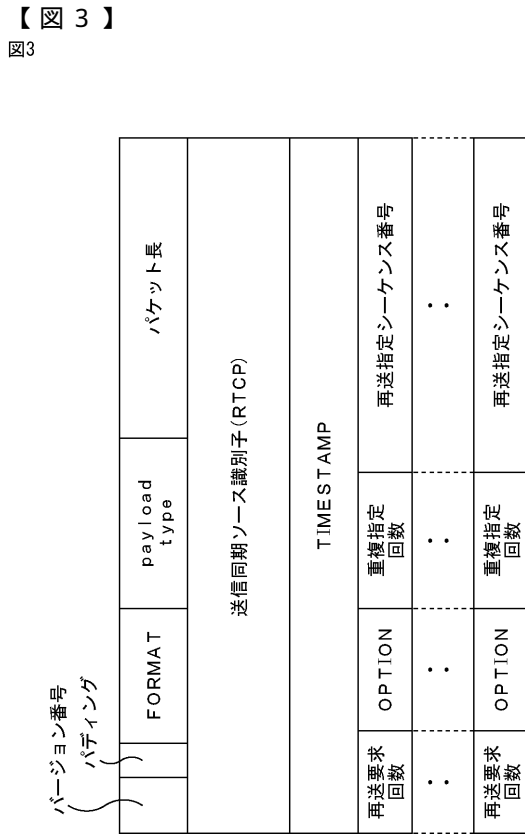 【図３】
図3
バージョン番号
パディング
FORMAT
payload
type
パケット長
送信同期ソース識別子(RTCP)
TIMESTAMP
再送要求
回数
OPTION
重複指定
回数
再送指定シーケンス番号
：
：
：
：
再送要求
回数
OPTION
重複指定
回数
再送指定シーケンス番号